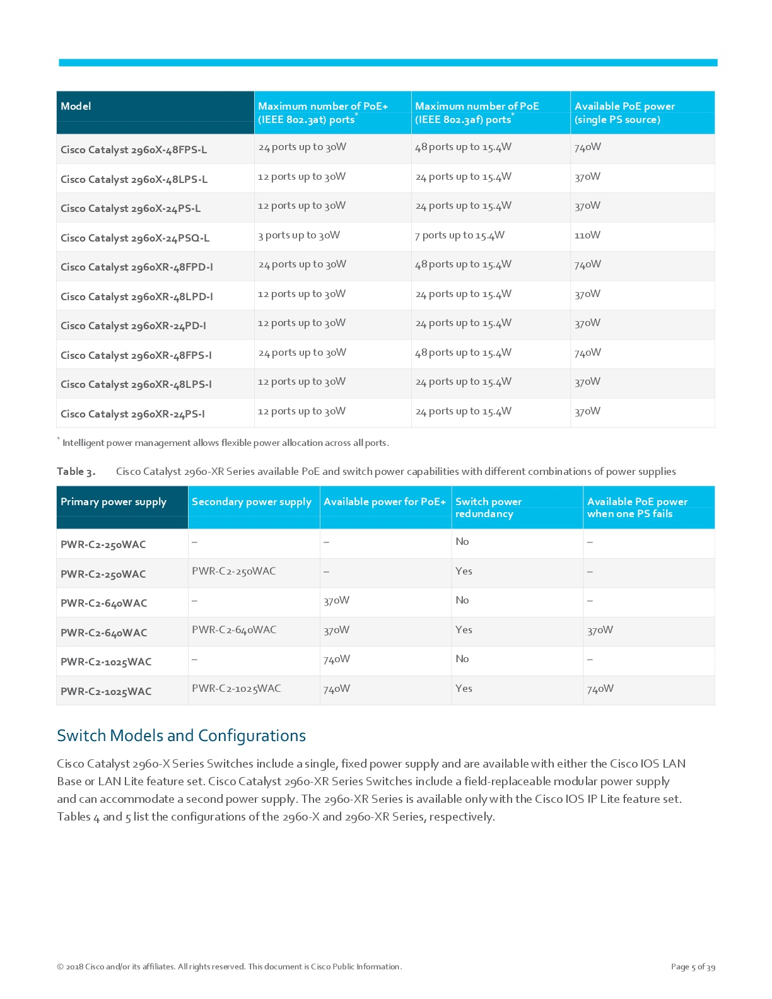 Model | Maximum number of PoE+ (IEEE 802.3at) ports* | Maximum number of PoE (IEEE 802.3af) ports* | Available PoE power (single PS source)
Cisco Catalyst 2960X-48FPS-L | 24 ports up to 30W | 48 ports up to 15.4W | 740W
Cisco Catalyst 2960X-48LPS-L | 12 ports up to 30W | 24 ports up to 15.4W | 370W
Cisco Catalyst 2960X-24PS-L | 12 ports up to 30W | 24 ports up to 15.4W | 370W
Cisco Catalyst 2960X-24PSQ-L | 3 ports up to 30W | 7 ports up to 15.4W | 110W
Cisco Catalyst 2960XR-48FPD-I | 24 ports up to 30W | 48 ports up to 15.4W | 740W
Cisco Catalyst 2960XR-48LPD-I | 12 ports up to 30W | 24 ports up to 15.4W | 370W
Cisco Catalyst 2960XR-24PD-I | 12 ports up to 30W | 24 ports up to 15.4W | 370W
Cisco Catalyst 2960XR-48FPS-I | 24 ports up to 30W | 48 ports up to 15.4W | 740W
Cisco Catalyst 2960XR-48LPS-I | 12 ports up to 30W | 24 ports up to 15.4W | 370W
Cisco Catalyst 2960XR-24PS-I | 12 ports up to 30W | 24 ports up to 15.4W | 370W
* Intelligent power management allows flexible power allocation across all ports.
Table 3. Cisco Catalyst 2960-XR Series available PoE and switch power capabilities with different combinations of power supplies
Primary power supply | Secondary power supply | Available power for PoE+ | Switch power redundancy | Available PoE power when one PS fails
PWR-C2-250WAC | – | – | No | –
PWR-C2-250WAC | PWR-C2-250WAC | – | Yes | –
PWR-C2-640WAC | – | 370W | No | –
PWR-C2-640WAC | PWR-C2-640WAC | 370W | Yes | 370W
PWR-C2-1025WAC | – | 740W | No | –
PWR-C2-1025WAC | PWR-C2-1025WAC | 740W | Yes | 740W
Switch Models and Configurations
Cisco Catalyst 2960-X Series Switches include a single, fixed power supply and are available with either the Cisco IOS LAN
Base or LAN Lite feature set. Cisco Catalyst 2960-XR Series Switches include a field-replaceable modular power supply
and can accommodate a second power supply. The 2960-XR Series is available only with the Cisco IOS IP Lite feature set.
Tables 4 and 5 list the configurations of the 2960-X and 2960-XR Series, respectively.
© 2018 Cisco and/or its affiliates. All rights reserved. This document is Cisco Public Information. Page 5 of 39